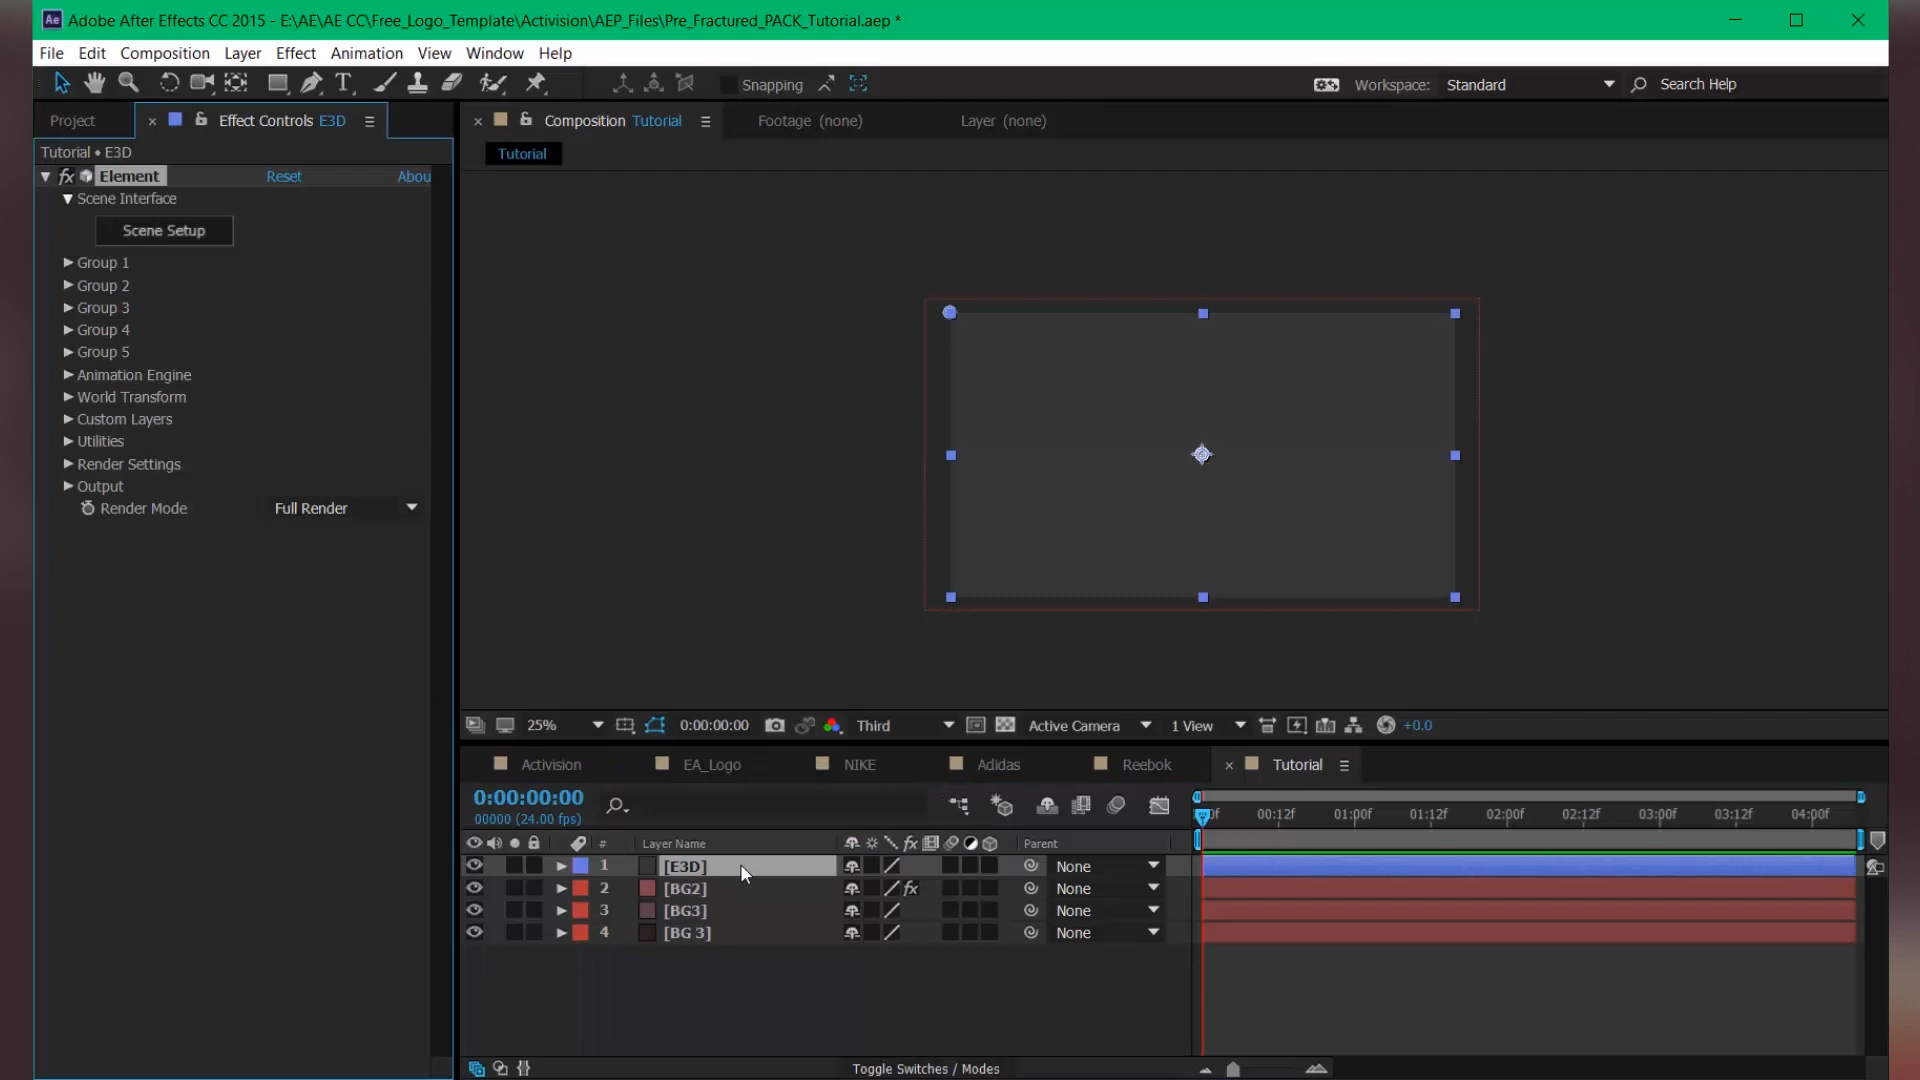 Ae Adobe After Effects CC 2015 - E:\AE\AE CC\Free_Logo_Template\Activision\AEP_Files\Pre_Fractured_PACK_Tutorial.aep *
File Edit Composition Layer Effect Animation View Window Help
T Snapping Workspace: Standard Search Help
Project × Effect Controls E3D × Composition Tutorial Footage (none) Layer (none)
Tutorial • E3D
Tutorial
fx Element Reset Abou
Scene Interface
Scene Setup
Group 1
Group 2
Group 3
Group 4
Group 5
Animation Engine
World Transform
Custom Layers
Utilities
Render Settings
Output
Render Mode Full Render
25% 0:00:00:00 Third Active Camera 1 View +0.0
Activision EA_Logo NIKE Adidas Reebok × Tutorial
0:00:00:00
00000 (24.00 fps)
00f 00:12f 01:00f 01:12f 02:00f 02:12f 03:00f 03:12f 04:00f
# Layer Name fx Parent
1 [E3D] None
2 [BG2] fx None
3 [BG3] None
4 [BG 3] None
Toggle Switches / Modes